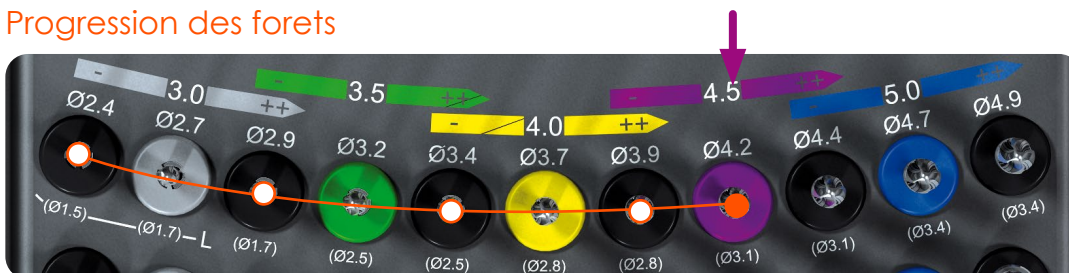 Progression des forets
- 3.0 ++
- 3.5 ++
- 4.0 ++
- 4.5 ++
- 5.0 ++
Ø2.4 Ø2.7 Ø2.9 Ø3.2 Ø3.4 Ø3.7 Ø3.9 Ø4.2 Ø4.4 Ø4.7 Ø4.9
(Ø1.5) (Ø1.7) L (Ø1.7) (Ø2.5) (Ø2.5) (Ø2.8) (Ø2.8) (Ø3.1) (Ø3.1) (Ø3.4) (Ø3.4)